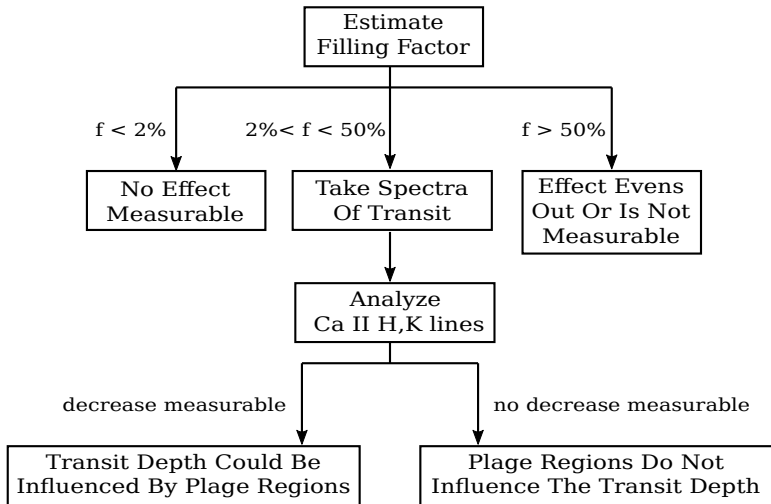 Estimate
Filling Factor
f < 2%
2%< f < 50%
f > 50%
No Effect
Measurable
Take Spectra
Of Transit
Effect Evens
Out Or Is Not
Measurable
Analyze
Ca II H,K lines
decrease measurable
no decrease measurable
Transit Depth Could Be
Influenced By Plage Regions
Plage Regions Do Not
Influence The Transit Depth